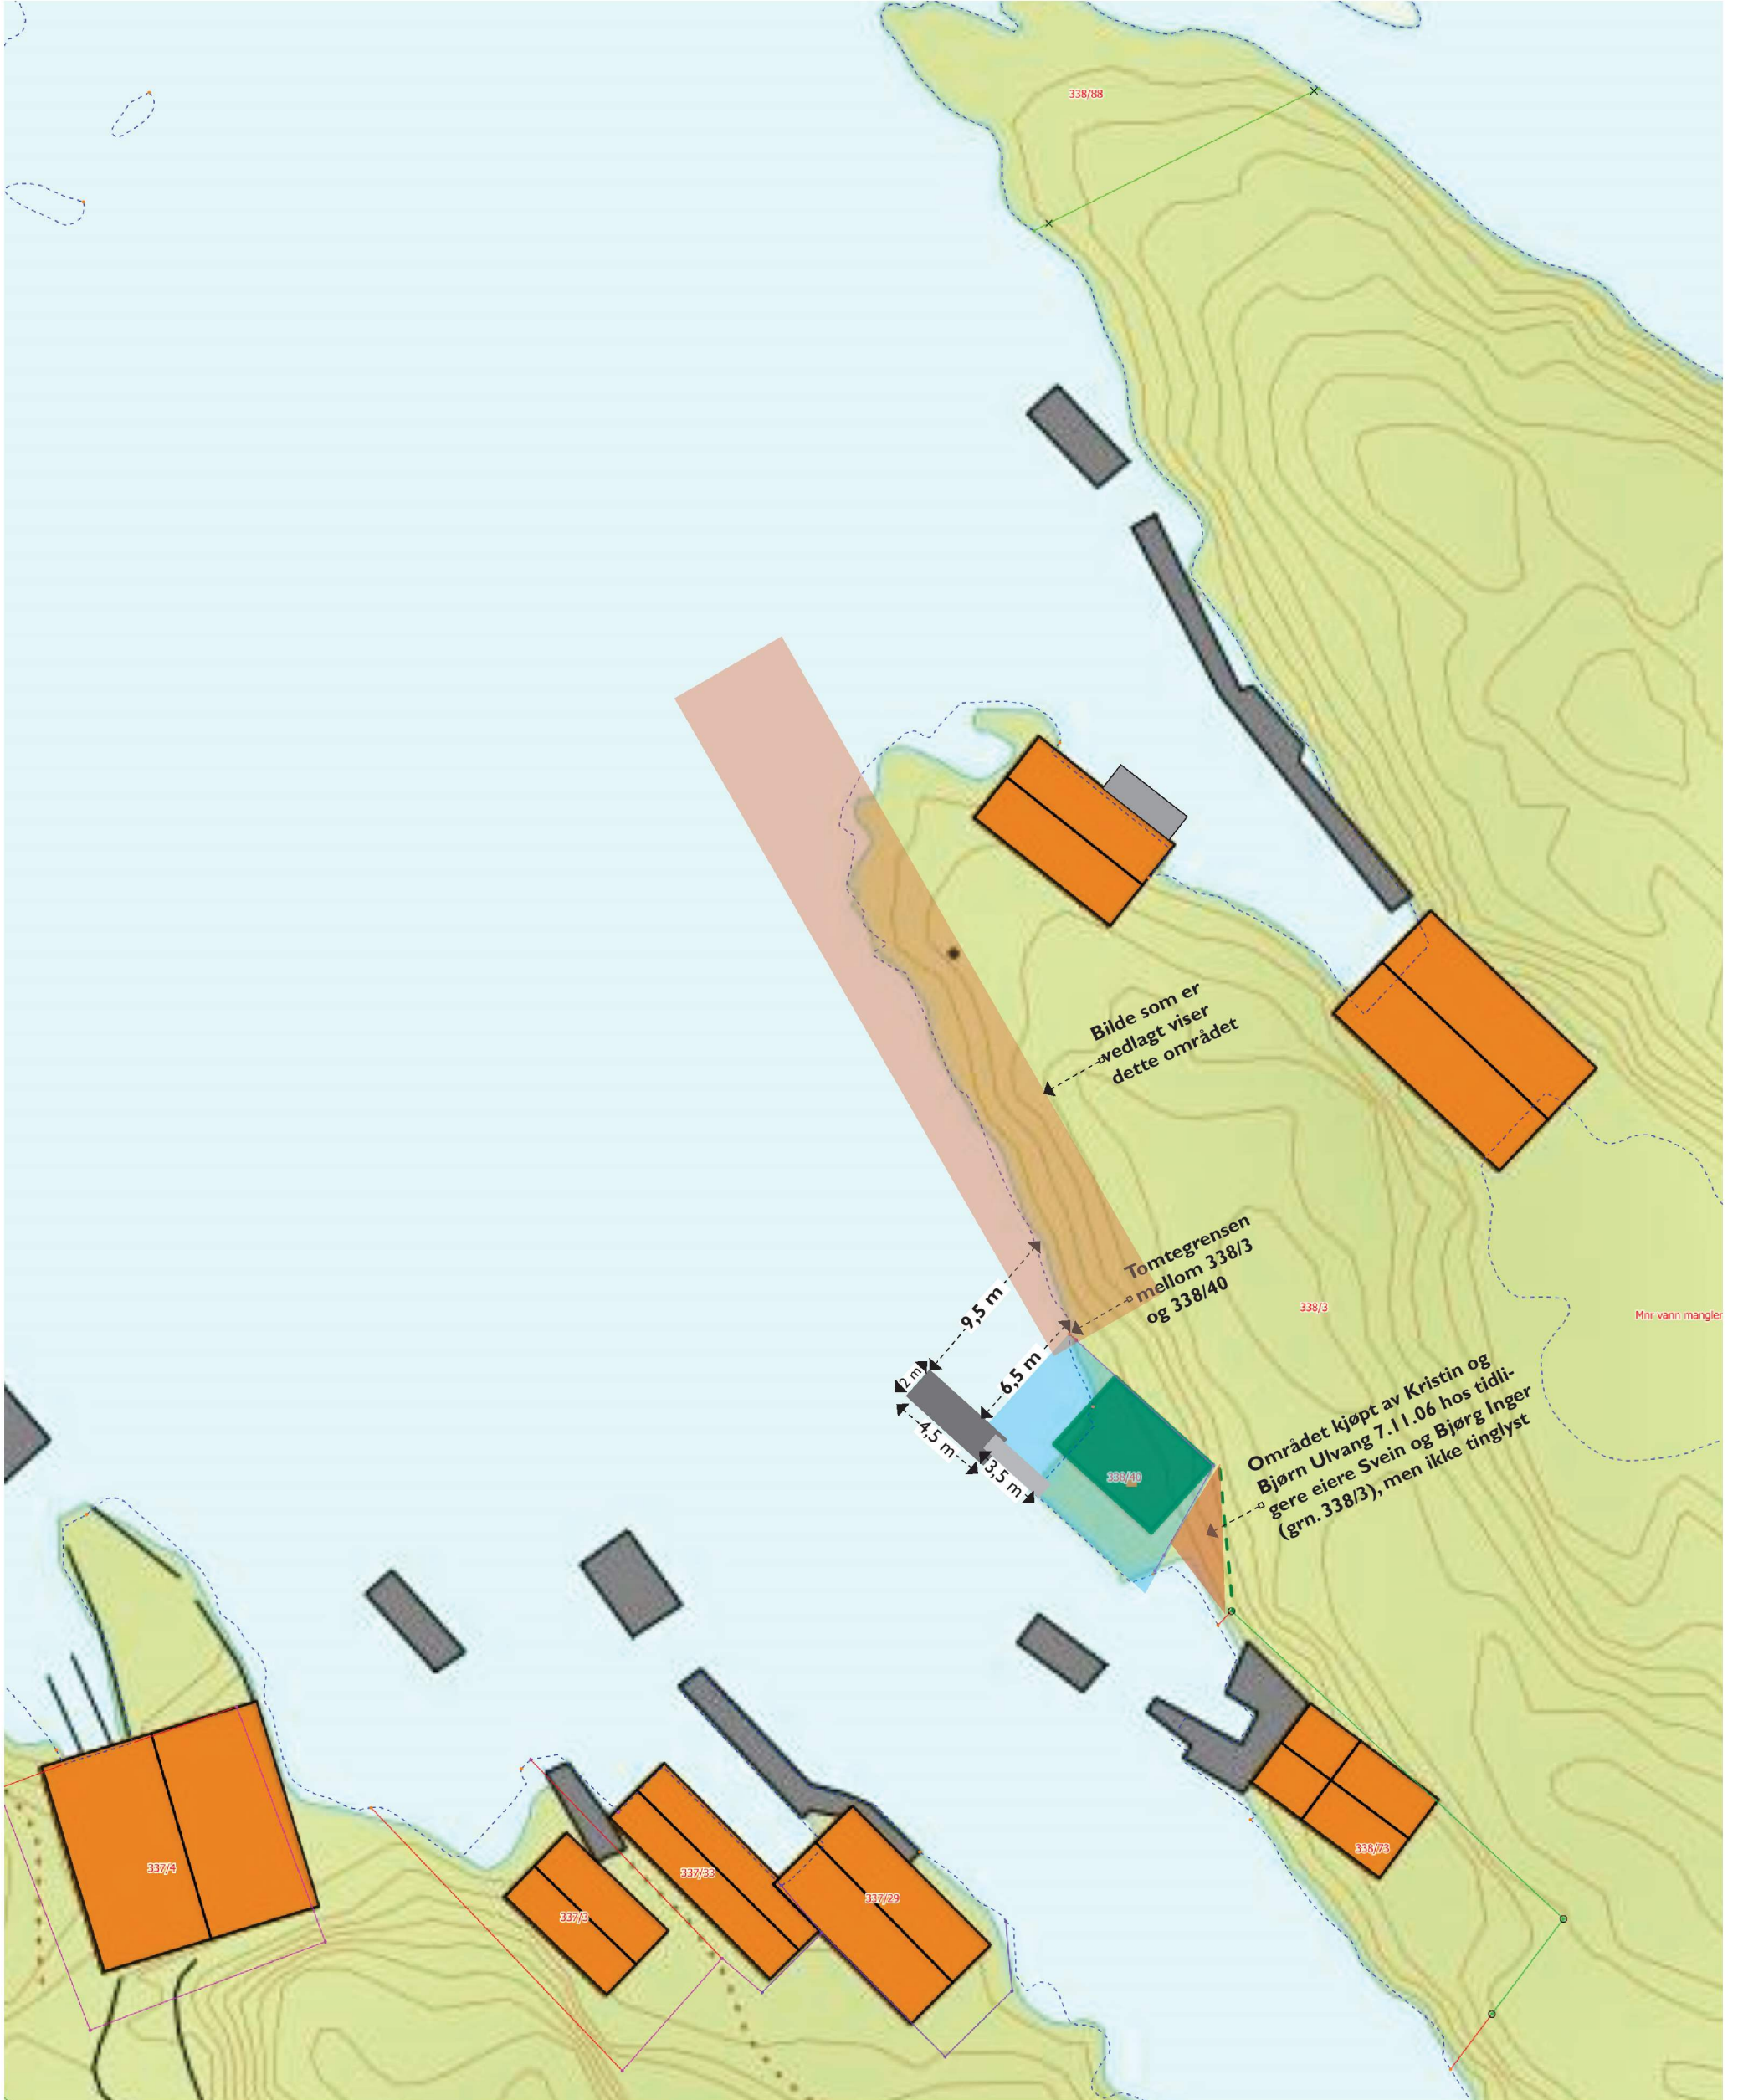 338/88
Bilde som er
vedlagt viser
dette området
Tomtegrensen
mellom 338/3
og 338/40
338/3
Mnr vann mangler
9,5 m
2 m
6,5 m
4,5 m
3,5 m
338/40
Området kjøpt av Kristin og
Bjørn Ulvang 7.11.06 hos tidli-
gere eiere Svein og Bjørg Inger
(grn. 338/3), men ikke tinglyst
338/73
337/4
337/33
337/29
337/3